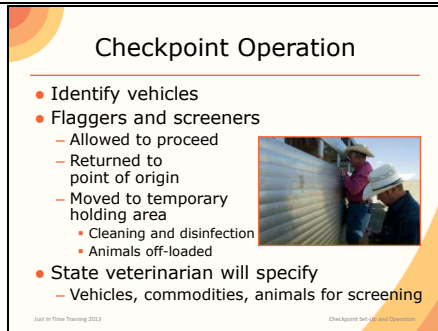 Checkpoint Operation
• Identify vehicles
• Flaggers and screeners
– Allowed to proceed
– Returned to
point of origin
– Moved to temporary
holding area
▪ Cleaning and disinfection
▪ Animals off-loaded
• State veterinarian will specify
– Vehicles, commodities, animals for screening
Just In Time Training 2013
Checkpoint Set-Up and Operation